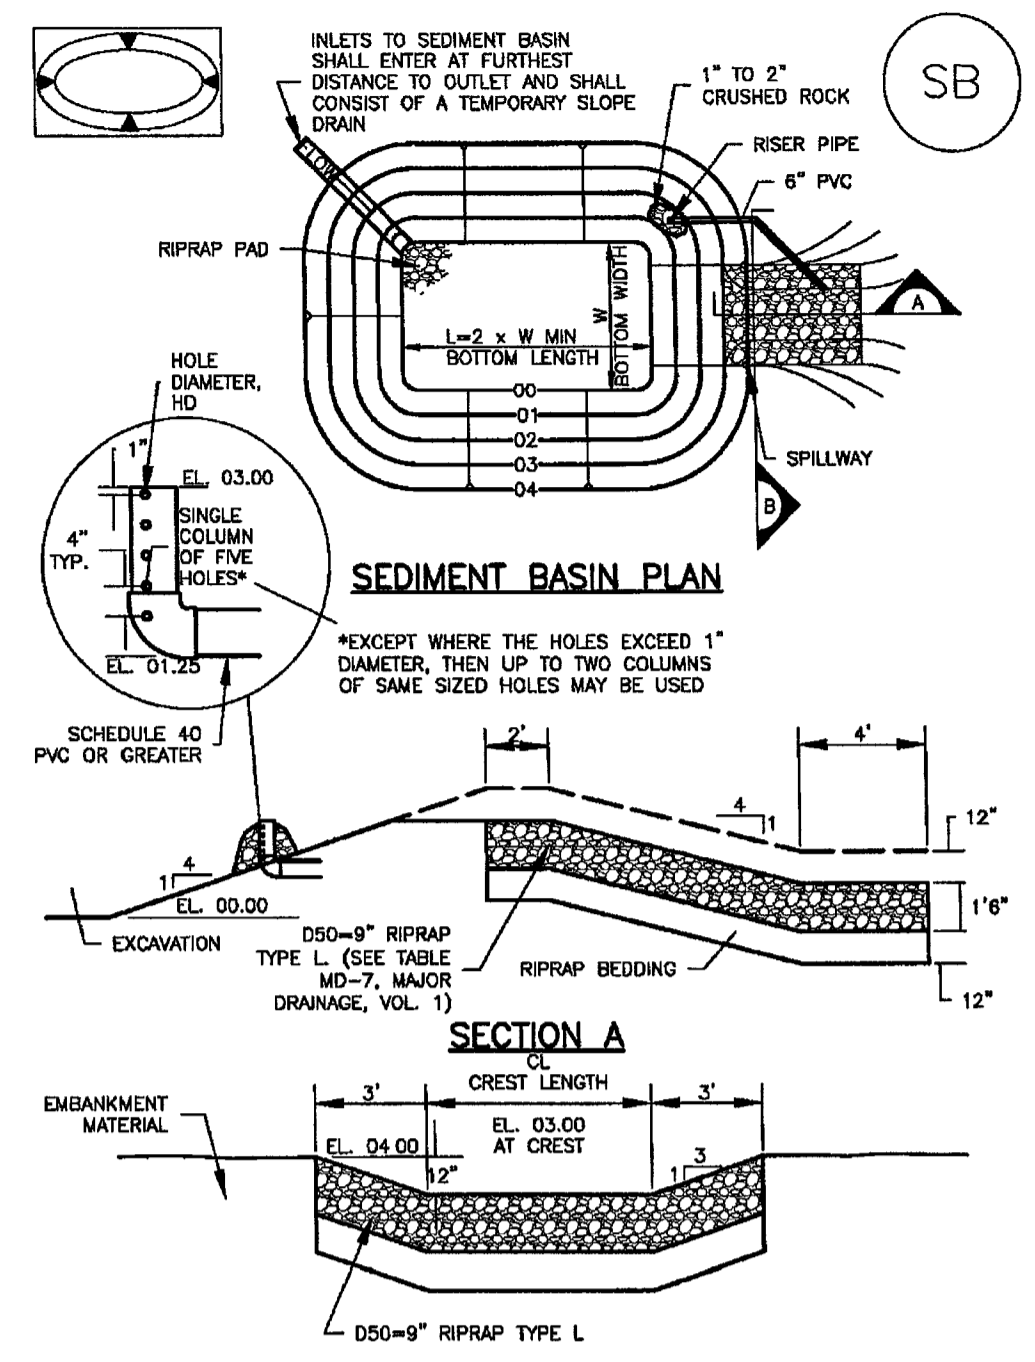 INLETS TO SEDIMENT BASIN
SHALL ENTER AT FURTHEST
DISTANCE TO OUTLET AND SHALL
CONSIST OF A TEMPORARY SLOPE
DRAIN
1" TO 2"
CRUSHED ROCK
SB
RISER PIPE
6" PVC
FLOW
RIPRAP PAD
W
BOTTOM WIDTH
A
L=2 x W MIN
BOTTOM LENGTH
00
01
02
03
04
SPILLWAY
B
HOLE
DIAMETER,
HD
1"
EL. 03.00
4"
TYP.
SINGLE
COLUMN
OF FIVE
HOLES*
EL. 01.25
SEDIMENT BASIN PLAN
*EXCEPT WHERE THE HOLES EXCEED 1"
DIAMETER, THEN UP TO TWO COLUMNS
OF SAME SIZED HOLES MAY BE USED
SCHEDULE 40
PVC OR GREATER
2'
4'
4
1
12"
4
1
EL. 00.00
1'6"
EXCAVATION
D50=9" RIPRAP
TYPE L. (SEE TABLE
MD-7, MAJOR
DRAINAGE, VOL. 1)
RIPRAP BEDDING
12"
SECTION A
CL
CREST LENGTH
3'
3'
EMBANKMENT
MATERIAL
EL. 04 00
EL. 03.00
AT CREST
12"
3
1
D50=9" RIPRAP TYPE L